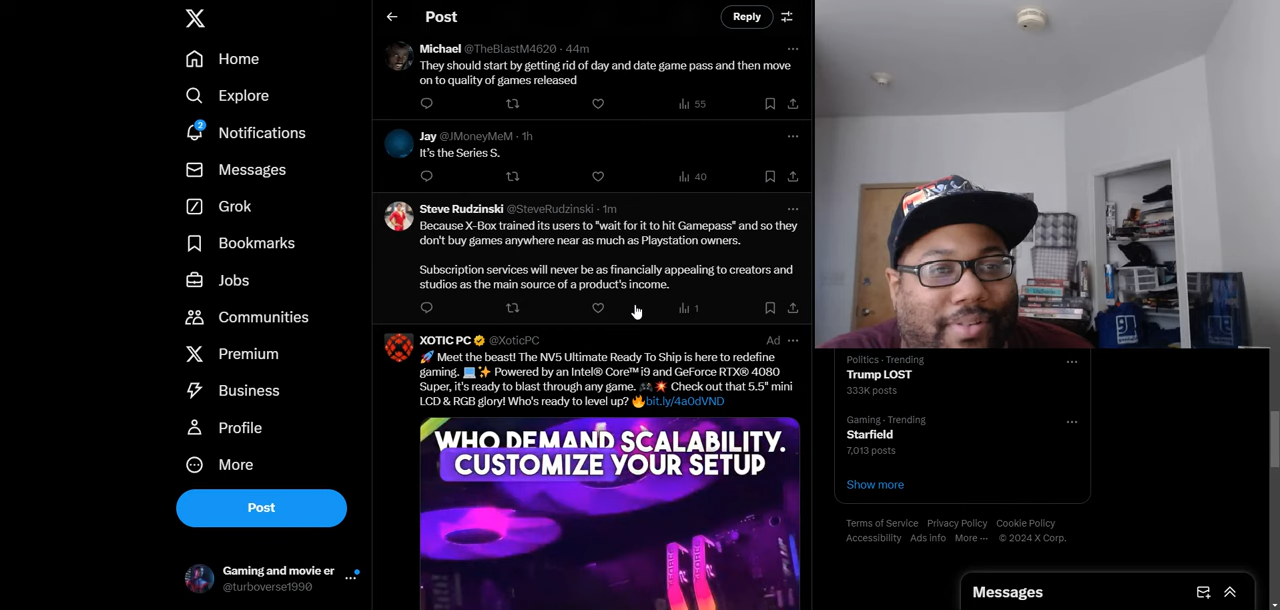 Home
Explore
2
Notifications
Messages
Grok
Bookmarks
Jobs
Communities
Premium
Business
Profile
More
Post
Gaming and movie er ...
@turboverse1990
Post
Reply
Michael @TheBlastM4620 · 44m
They should start by getting rid of day and date game pass and then move
on to quality of games released
55
Jay @JMoneyMeM · 1h
It's the Series S.
40
Steve Rudzinski @SteveRudzinski · 1m
Because X-Box trained its users to "wait for it to hit Gamepass" and so they
don't buy games anywhere near as much as Playstation owners.
Subscription services will never be as financially appealing to creators and
studios as the main source of a product's income.
1
XOTIC PC @XoticPC Ad
🚀 Meet the beast! The NV5 Ultimate Ready To Ship is here to redefine
gaming. 💻✨ Powered by an Intel® Core™ i9 and GeForce RTX® 4080
Super, it's ready to blast through any game. 🎮💥 Check out that 5.5" mini
LCD & RGB glory! Who's ready to level up? 🔥bit.ly/4a0dVND
WHO DEMAND SCALABILITY.
CUSTOMIZE YOUR SETUP
Politics · Trending
Trump LOST
333K posts
Gaming · Trending
Starfield
7,013 posts
Show more
Terms of Service Privacy Policy Cookie Policy
Accessibility Ads info More ··· © 2024 X Corp.
Messages